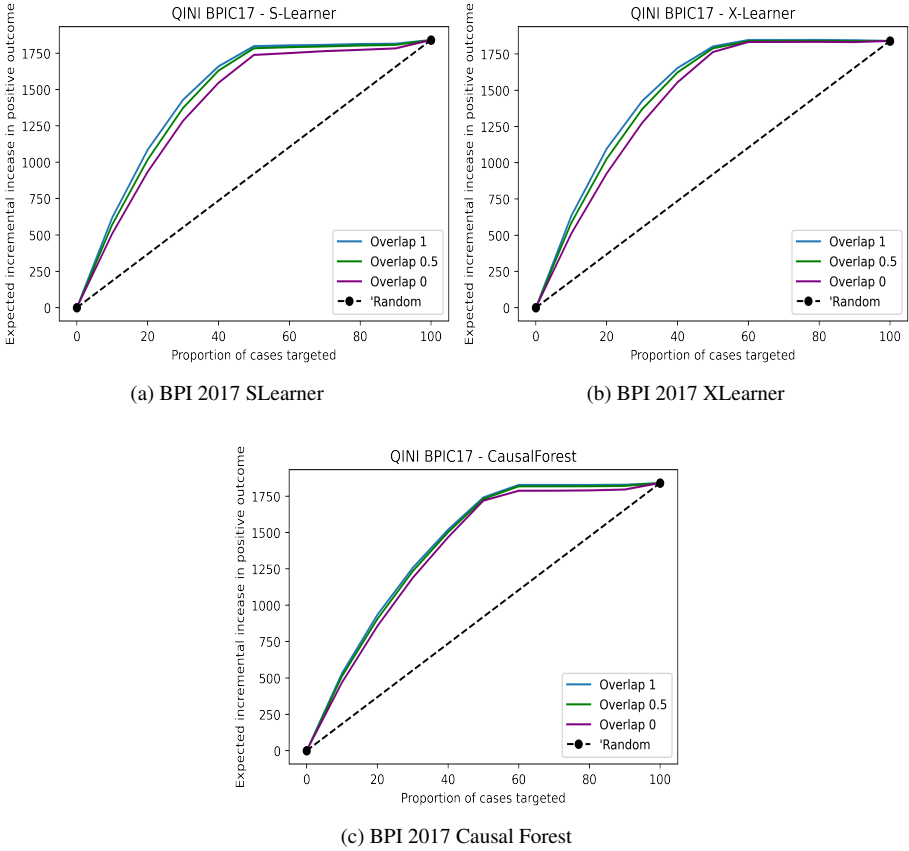 QINI BPIC17 - S-Learner
Expected incremental incease in positive outcome
1750
1500
1250
1000
750
500
250
0
0 20 40 60 80 100
Proportion of cases targeted
Overlap 1
Overlap 0.5
Overlap 0
'Random
(a) BPI 2017 SLearner
QINI BPIC17 - X-Learner
Expected incremental incease in positive outcome
1750
1500
1250
1000
750
500
250
0
0 20 40 60 80 100
Proportion of cases targeted
Overlap 1
Overlap 0.5
Overlap 0
'Random
(b) BPI 2017 XLearner
QINI BPIC17 - CausalForest
Expected incremental incease in positive outcome
1750
1500
1250
1000
750
500
250
0
0 20 40 60 80 100
Proportion of cases targeted
Overlap 1
Overlap 0.5
Overlap 0
'Random
(c) BPI 2017 Causal Forest